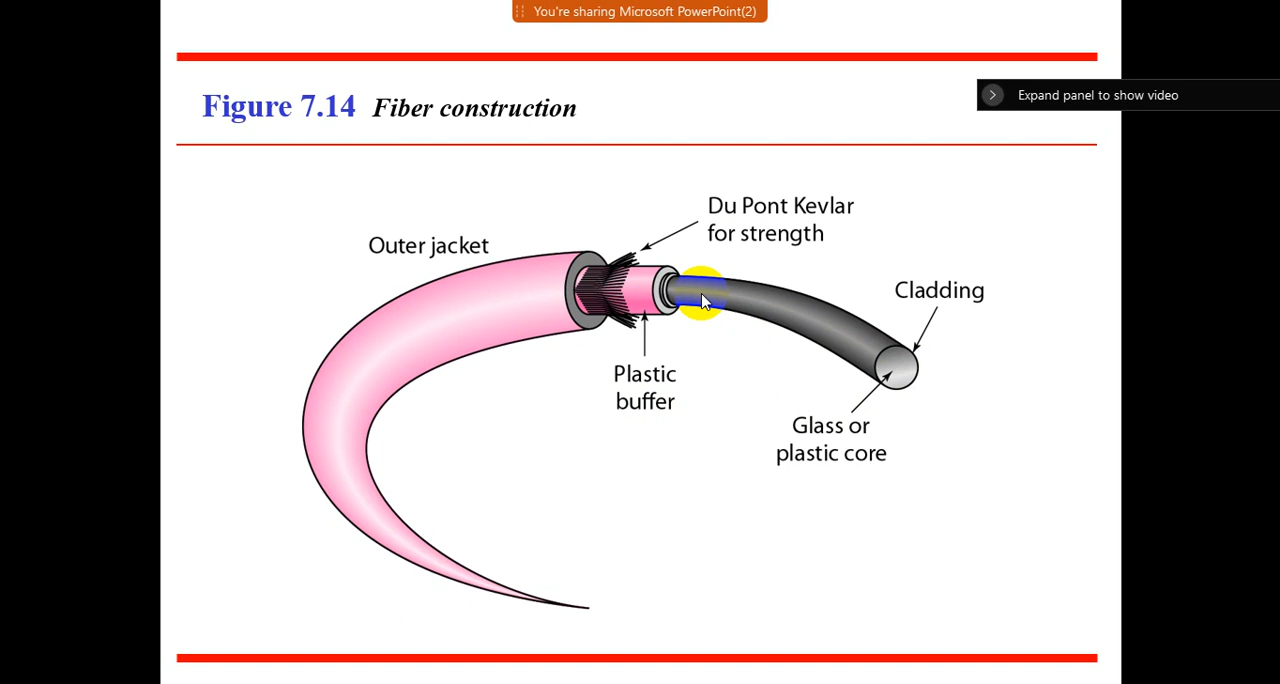 You're sharing Microsoft PowerPoint(2)
Expand panel to show video
Figure 7.14 Fiber construction
Du Pont Kevlar
for strength
Outer jacket
Cladding
Plastic
buffer
Glass or
plastic core